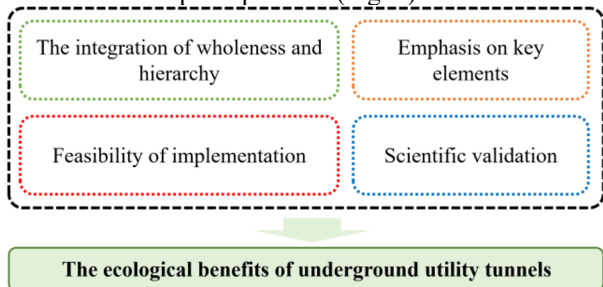 The integration of wholeness and
hierarchy
Emphasis on key
elements
Feasibility of implementation
Scientific validation
The ecological benefits of underground utility tunnels